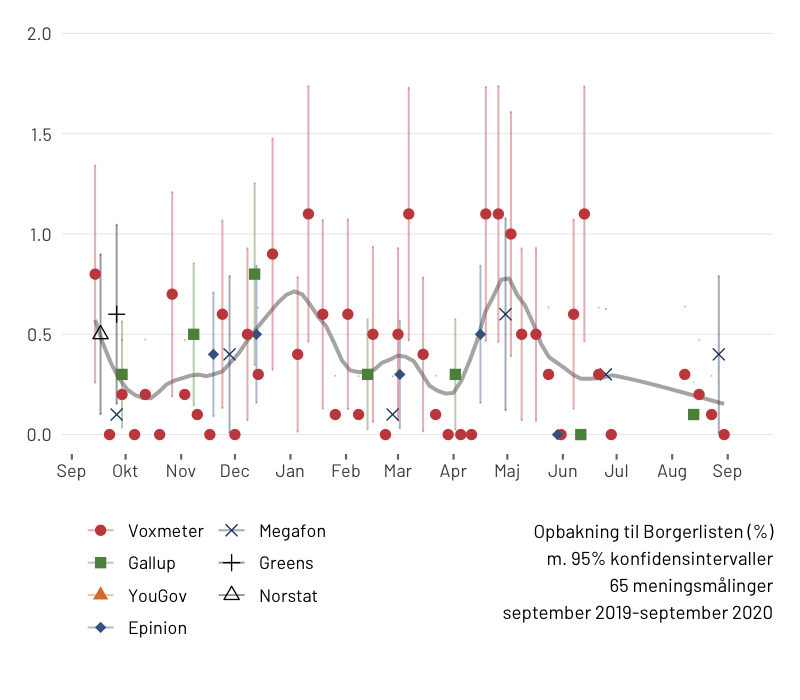 2.0
1.5
1.0
0.5
0.0
Sep Okt Nov Dec Jan Feb Mar Apr Maj Jun Jul Aug Sep
Voxmeter Megafon
Gallup Greens
YouGov Norstat
Epinion
Opbakning til Borgerlisten (%)
m. 95% konfidensintervaller
65 meningsmålinger
september 2019-september 2020